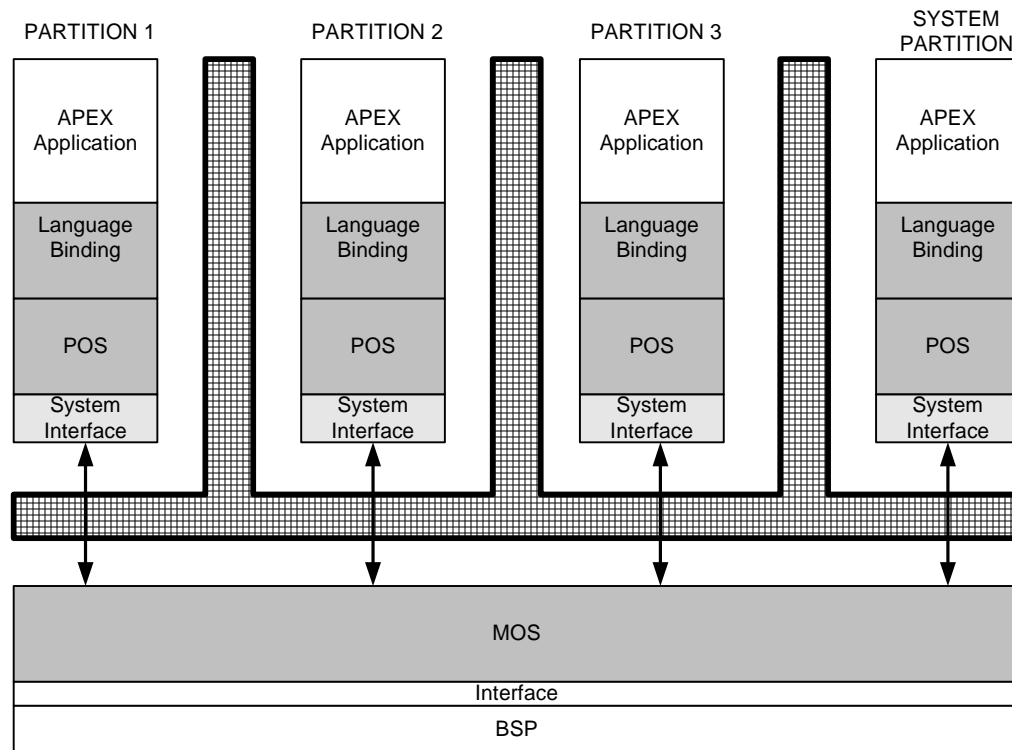 PARTITION 1
PARTITION 2
PARTITION 3
SYSTEM
PARTITION
APEX
Application
APEX
Application
APEX
Application
APEX
Application
Language
Binding
Language
Binding
Language
Binding
Language
Binding
POS
POS
POS
POS
System
Interface
System
Interface
System
Interface
System
Interface
MOS
Interface
BSP